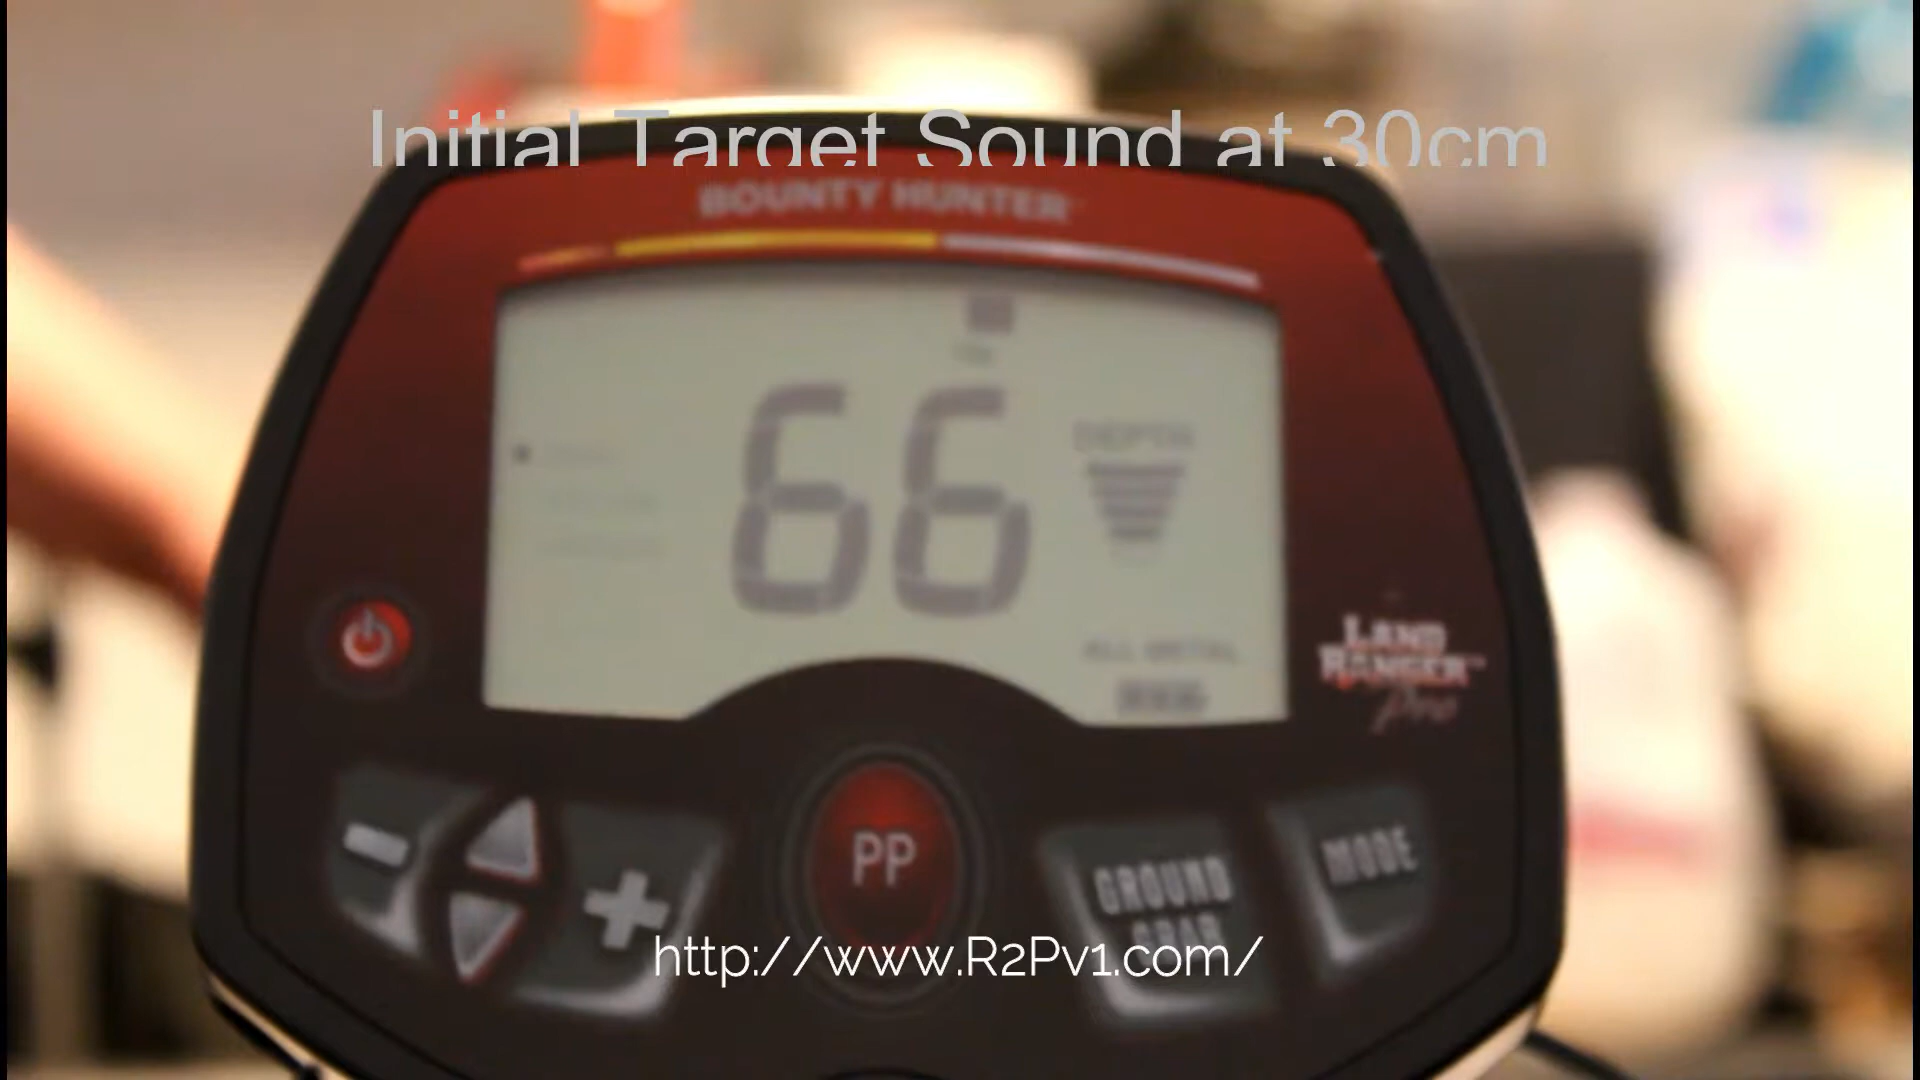 Initial Target Sound at 30cm
BOUNTY HUNTER
66
DEPTH
ALL METAL
LAND
RANGER™
Pro
PP
GROUND
GRAB
MODE
http://www.R2Pv1.com/